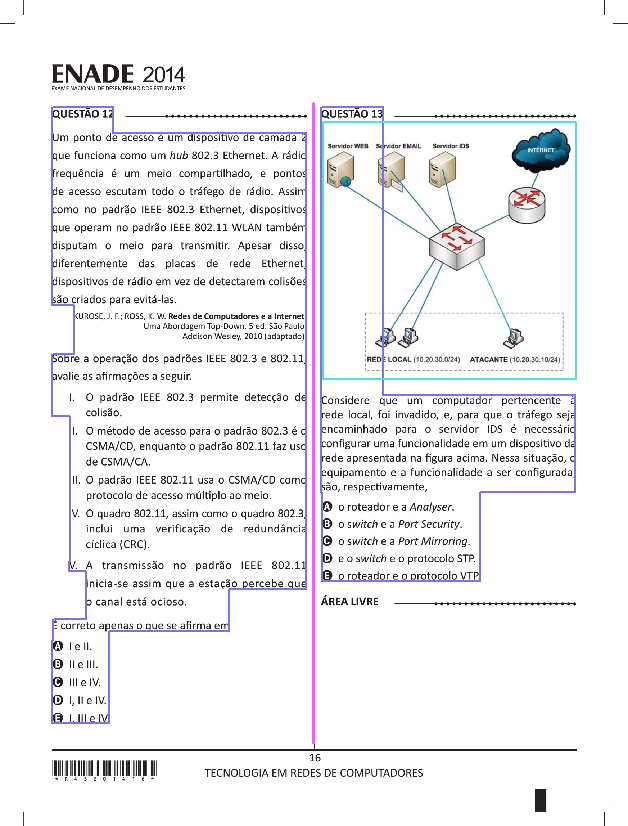 ENADE 2014
EXAME NACIONAL DE DESEMPENHO DOS ESTUDANTES
QUESTÃO 12
Um ponto de acesso é um dispositivo de camada 2
que funciona como um hub 802.3 Ethernet. A rádio
frequência é um meio compartilhado, e pontos
de acesso escutam todo o tráfego de rádio. Assim
como no padrão IEEE 802.3 Ethernet, dispositivos
que operam no padrão IEEE 802.11 WLAN também
disputam o meio para transmitir. Apesar disso,
diferentemente das placas de rede Ethernet,
dispositivos de rádio em vez de detectarem colisões
são criados para evitá-las.
KUROSE, J. F.; ROSS, K. W. Redes de Computadores e a Internet
Uma Abordagem Top-Down. 5 ed. São Paulo
Addison Wesley, 2010 (adaptado)
Sobre a operação dos padrões IEEE 802.3 e 802.11,
avalie as afirmações a seguir.
I. O padrão IEEE 802.3 permite detecção de
colisão.
I. O método de acesso para o padrão 802.3 é o
CSMA/CD, enquanto o padrão 802.11 faz uso
de CSMA/CA.
II. O padrão IEEE 802.11 usa o CSMA/CD como
protocolo de acesso múltiplo ao meio.
V. O quadro 802.11, assim como o quadro 802.3,
inclui uma verificação de redundância
cíclica (CRC).
V. A transmissão no padrão IEEE 802.11
inicia-se assim que a estação percebe que
o canal está ocioso.
É correto apenas o que se afirma em
A I e II.
B II e III.
C III e IV.
D I, II e IV.
E I, III e IV
QUESTÃO 13
Servidor WEB Servidor EMAIL Servidor IDS
INTERNET
REDE LOCAL (10.20.30.0/24) ATACANTE (10.20.30.10/24)
Considere que um computador pertencente à
rede local, foi invadido, e, para que o tráfego seja
encaminhado para o servidor IDS é necessário
configurar uma funcionalidade em um dispositivo da
rede apresentada na figura acima. Nessa situação, o
equipamento e a funcionalidade a ser configurada,
são, respectivamente,
A o roteador e a Analyser.
B o switch e a Port Security.
C o switch e a Port Mirroring.
D e o switch e o protocolo STP.
E o roteador e o protocolo VTP.
ÁREA LIVRE
16
TECNOLOGIA EM REDES DE COMPUTADORES
*R4320141 6*